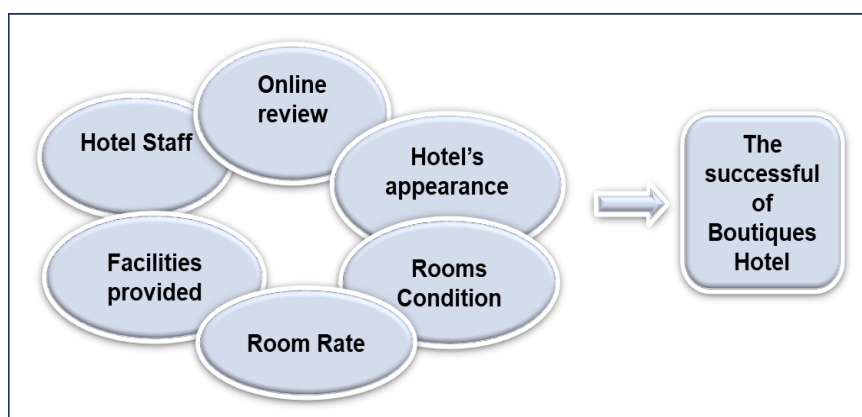 Online
review
Hotel Staff
Hotel's
appearance
Facilities
provided
Rooms
Condition
Room Rate
The
successful
of
Boutiques
Hotel